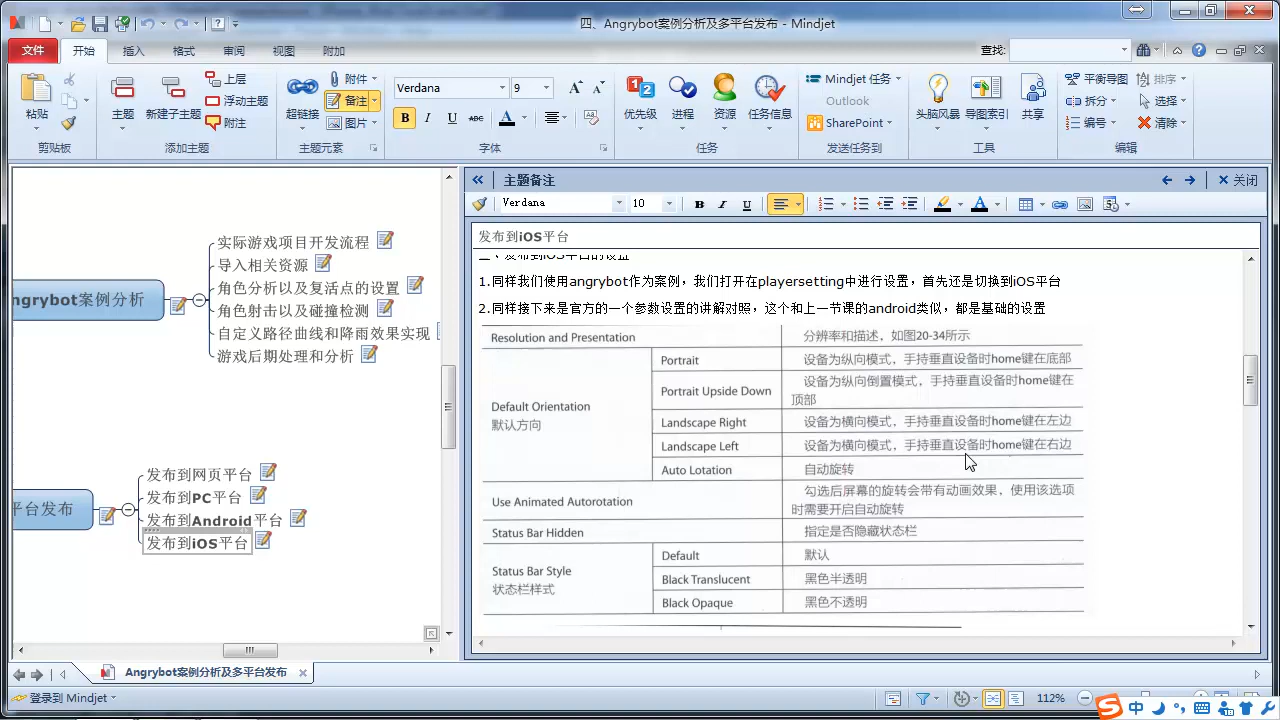 四、Angrybot案例分析及多平台发布 - Mindjet
文件 开始 插入 格式 审阅 视图 附加 查找:
粘贴 剪贴板
主题 新建子主题 上层 浮动主题 附注 添加主题
超链接 附件 备注 图片 主题元素
Verdana 9 B I U ABC A 字体
优先级 进程 资源 任务信息 任务
Mindjet 任务 Outlook SharePoint 发送任务到
头脑风暴 导图索引 共享 工具
平衡导图 排序 拆分 选择 编号 清除 编辑
主题备注 关闭
Verdana 10 B I U A
发布到iOS平台
ngrybot案例分析
实际游戏项目开发流程
导入相关资源
角色分析以及复活点的设置
角色射击以及碰撞检测
自定义路径曲线和降雨效果实现
游戏后期处理和分析
平台发布
发布到网页平台
发布到PC平台
发布到Android平台
发布到iOS平台
发布到iOS平台的设置
1.同样我们使用angrybot作为案例，我们打开在playersetting中进行设置，首先还是切换到iOS平台
2.同样接下来是官方的一个参数设置的讲解对照，这个和上一节课的android类似，都是基础的设置
Resolution and Presentation 分辨率和描述，如图20-34所示
Default Orientation
默认方向
Portrait 设备为纵向模式，手持垂直设备时home键在底部
Portrait Upside Down 设备为纵向倒置模式，手持垂直设备时home键在
顶部
Landscape Right 设备为横向模式，手持垂直设备时home键在左边
Landscape Left 设备为横向模式，手持垂直设备时home键在右边
Auto Lotation 自动旋转
Use Animated Autorotation 勾选后屏幕的旋转会带有动画效果，使用该选项
时需要开启自动旋转
Status Bar Hidden 指定是否隐藏状态栏
Status Bar Style
状态栏样式
Default 默认
Black Translucent 黑色半透明
Black Opaque 黑色不透明
Angrybot案例分析及多平台发布
登录到 Mindjet 112%
中